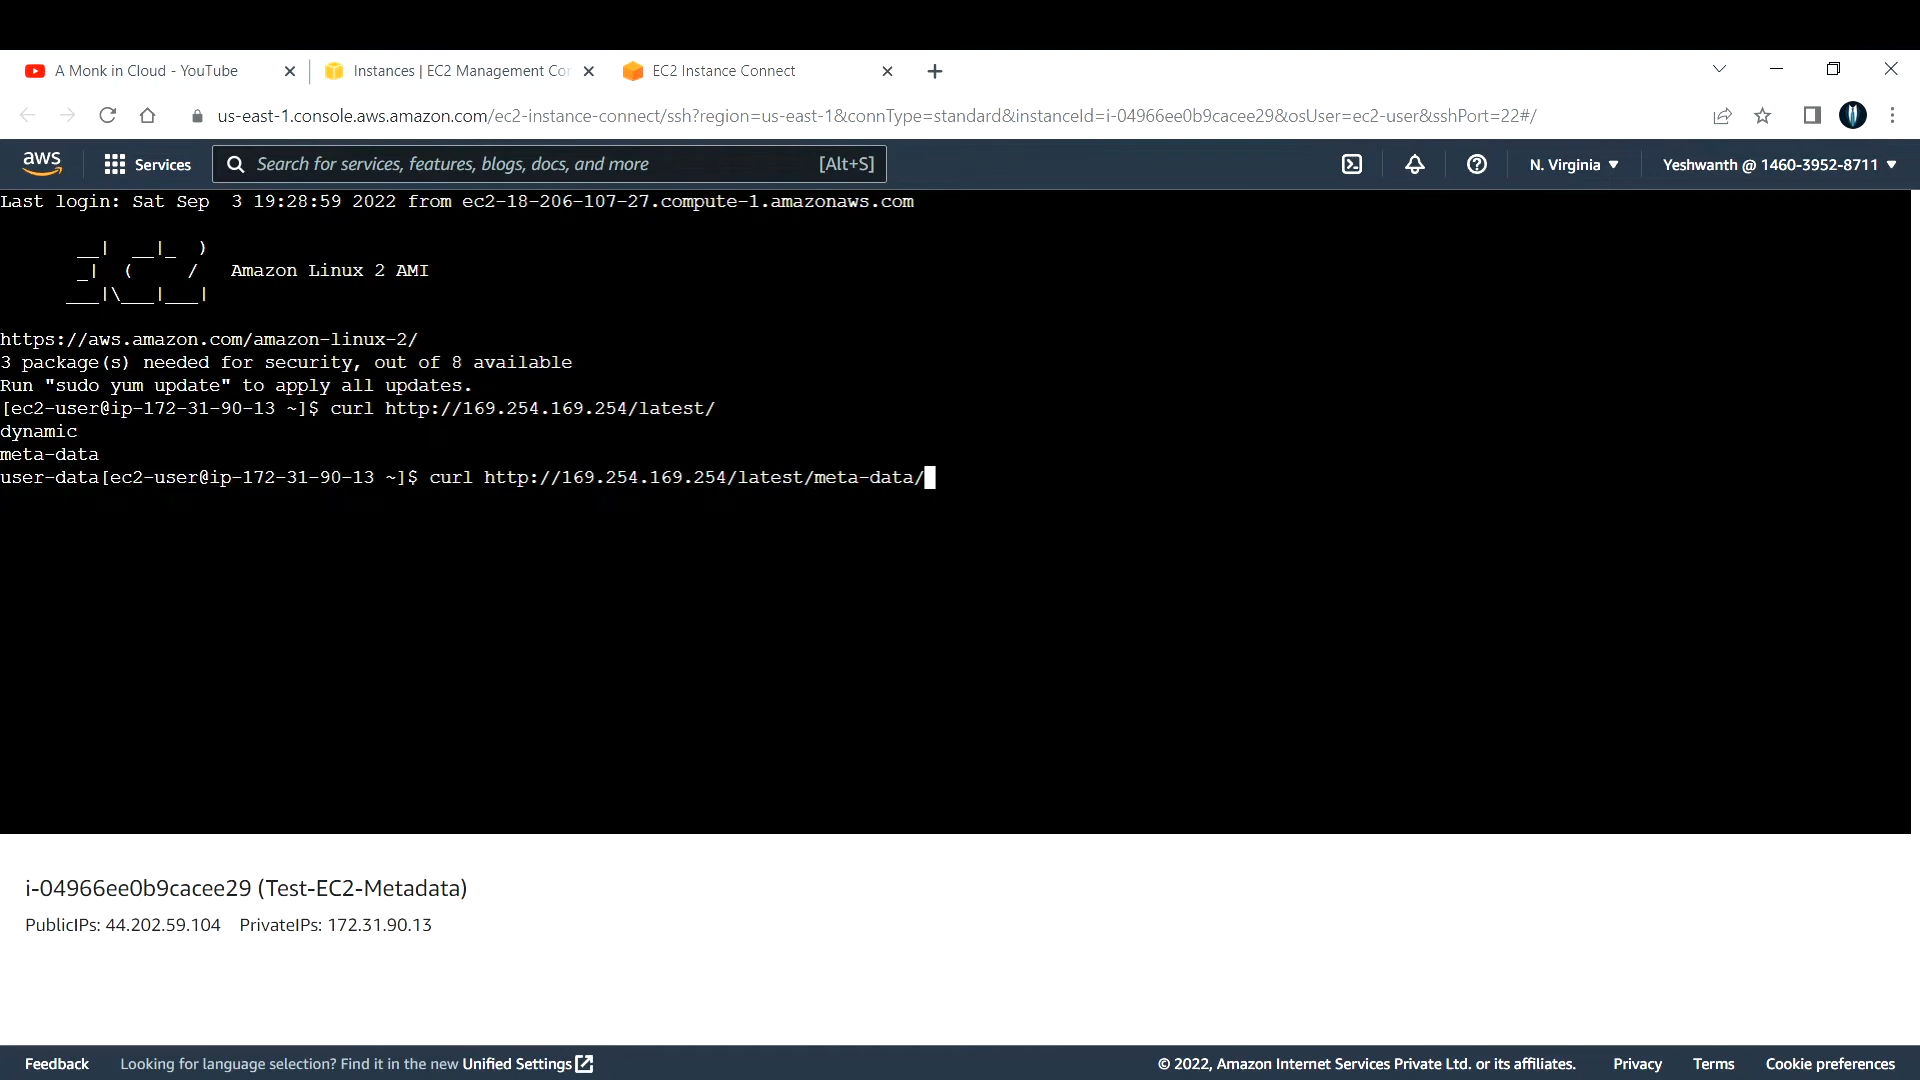 A Monk in Cloud - YouTube
Instances | EC2 Management Co
EC2 Instance Connect
us-east-1.console.aws.amazon.com/ec2-instance-connect/ssh?region=us-east-1&connType=standard&instanceId=i-04966ee0b9cacee29&osUser=ec2-user&sshPort=22#/
aws
Services
Search for services, features, blogs, docs, and more
[Alt+S]
N. Virginia
Yeshwanth @ 1460-3952-8711
Last login: Sat Sep  3 19:28:59 2022 from ec2-18-206-107-27.compute-1.amazonaws.com
       __|  __|_  )
       _|  (     /   Amazon Linux 2 AMI
      ___|\___|___|
https://aws.amazon.com/amazon-linux-2/
3 package(s) needed for security, out of 8 available
Run "sudo yum update" to apply all updates.
[ec2-user@ip-172-31-90-13 ~]$ curl http://169.254.169.254/latest/
dynamic
meta-data
user-data[ec2-user@ip-172-31-90-13 ~]$ curl http://169.254.169.254/latest/meta-data/
i-04966ee0b9cacee29 (Test-EC2-Metadata)
PublicIPs: 44.202.59.104 PrivateIPs: 172.31.90.13
Feedback
Looking for language selection? Find it in the new Unified Settings
© 2022, Amazon Internet Services Private Ltd. or its affiliates.
Privacy
Terms
Cookie preferences